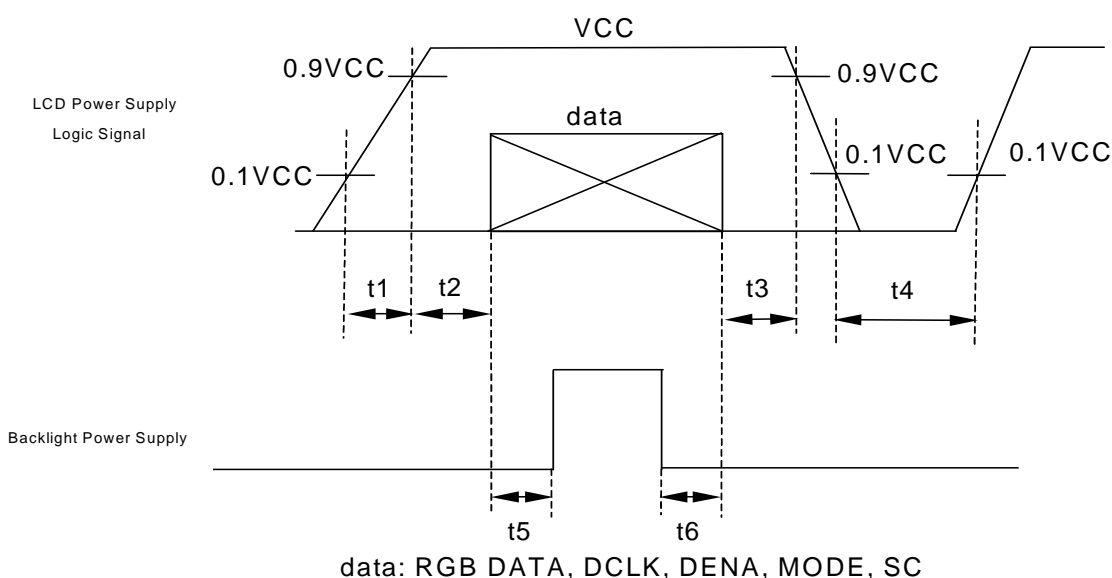 VCC
0.9VCC
0.9VCC
LCD Power Supply
Logic Signal
data
0.1VCC
0.1VCC
0.1VCC
t1
t2
t3
t4
Backlight Power Supply
t5
t6
data: RGB DATA, DCLK, DENA, MODE, SC